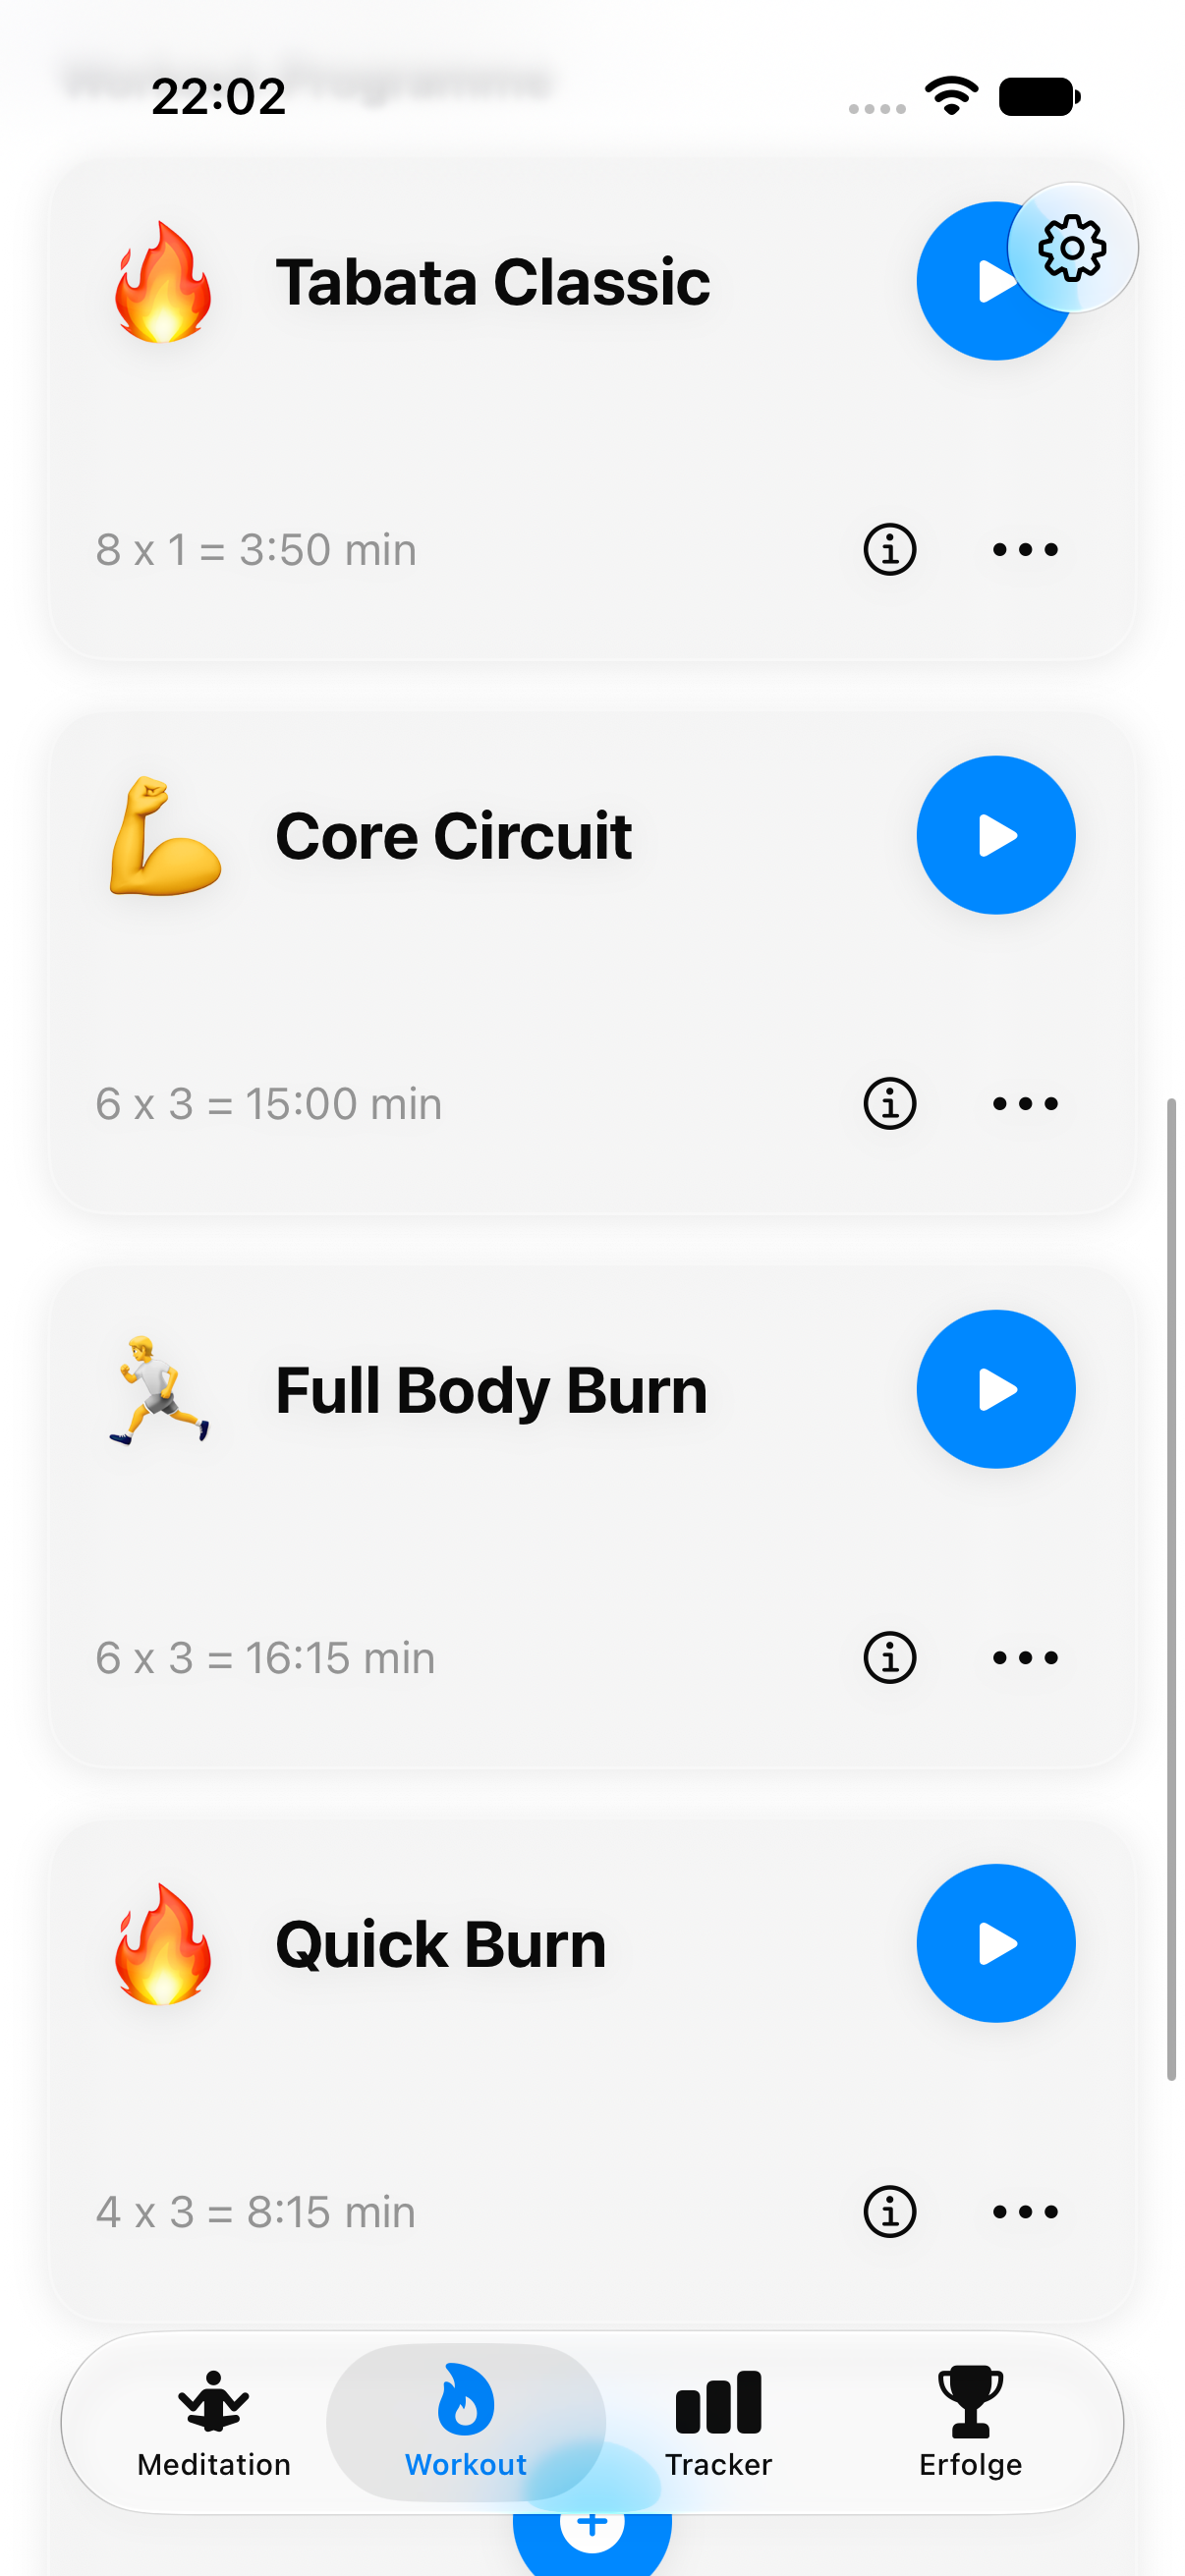 22:02
Tabata Classic
8 x 1 = 3:50 min
Core Circuit
6 x 3 = 15:00 min
Full Body Burn
6 x 3 = 16:15 min
Quick Burn
4 x 3 = 8:15 min
Meditation
Workout
Tracker
Erfolge